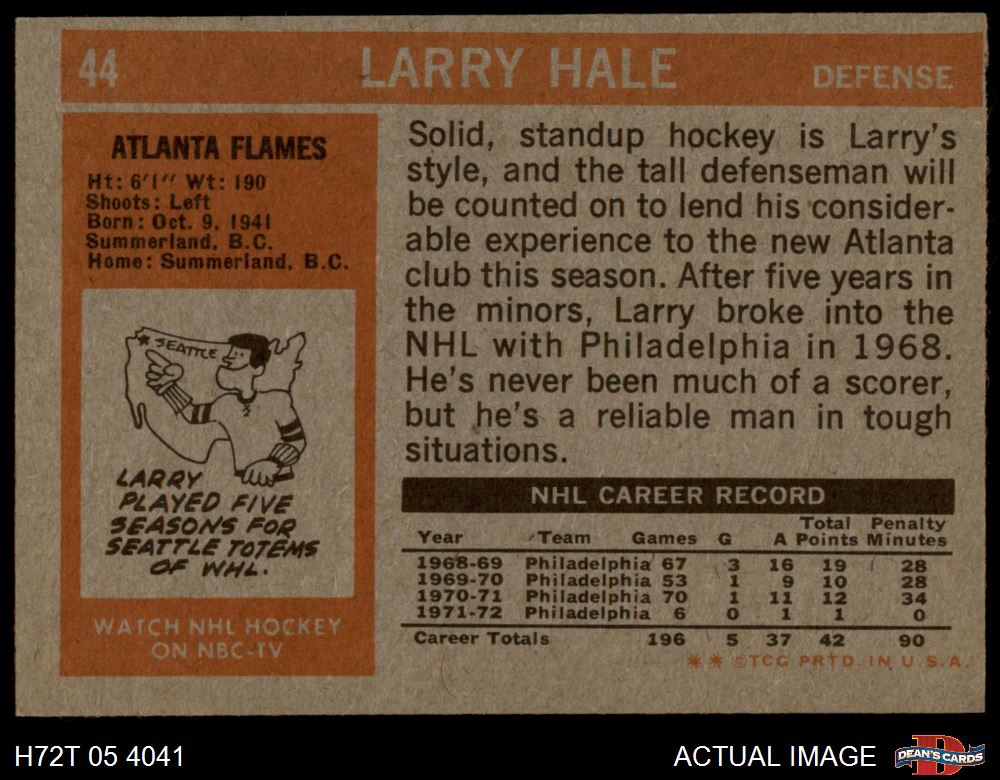 44 LARRY HALE DEFENSE
ATLANTA FLAMES
Ht: 6'1" Wt: 190
Shoots: Left
Born: Oct. 9, 1941
Summerland, B.C.
Home: Summerland, B.C.
★ SEATTLE
LARRY
PLAYED FIVE
SEASONS FOR
SEATTLE TOTEMS
OF WHL.
WATCH NHL HOCKEY
ON NBC-TV
Solid, standup hockey is Larry's
style, and the tall defenseman will
be counted on to lend his consider-
able experience to the new Atlanta
club this season. After five years in
the minors, Larry broke into the
NHL with Philadelphia in 1968.
He's never been much of a scorer,
but he's a reliable man in tough
situations.
NHL CAREER RECORD
Total Penalty
Year Team Games G A Points Minutes
1968-69 Philadelphia 67 3 16 19 28
1969-70 Philadelphia 53 1 9 10 28
1970-71 Philadelphia 70 1 11 12 34
1971-72 Philadelphia 6 0 1 1 0
Career Totals 196 5 37 42 90
✶ ✶ ©TCG PRTD. IN U.S.A.
H72T 05 4041 ACTUAL IMAGE DEAN'S CARDS